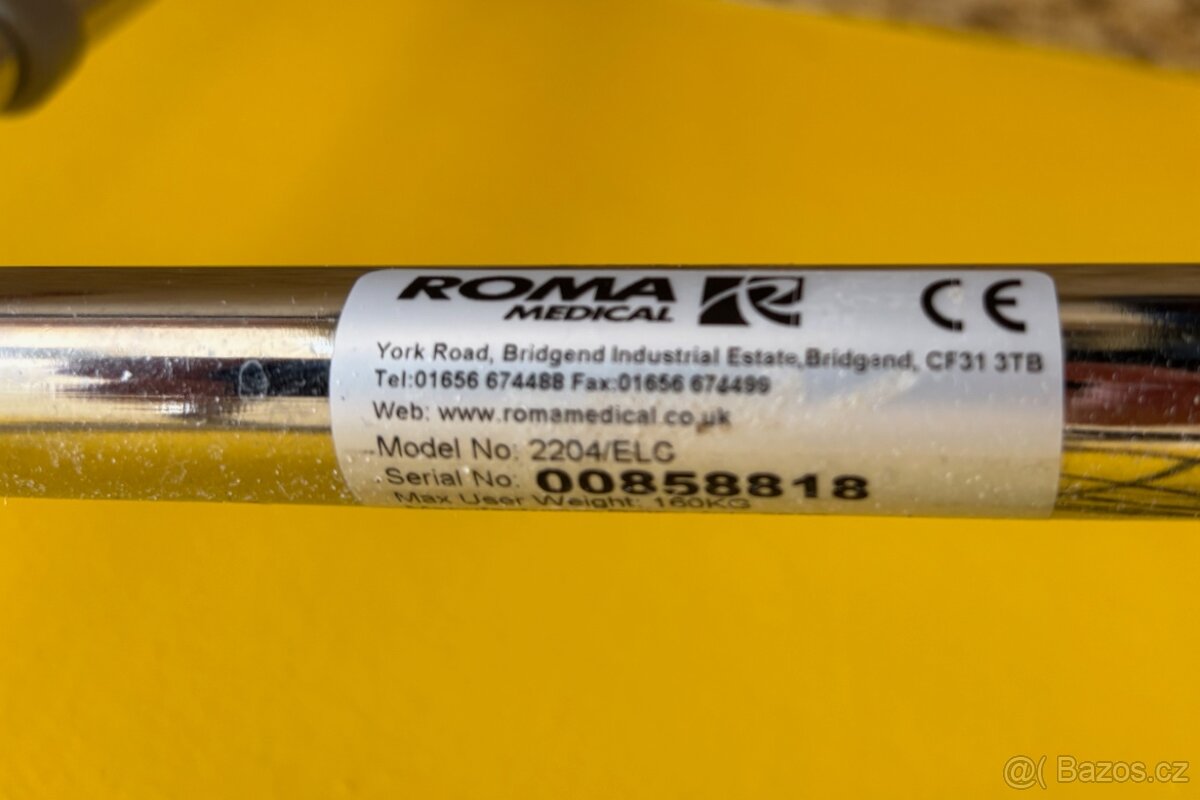 ROMA
MEDICAL
CE
York Road, Bridgend Industrial Estate,Bridgend, CF31 3TB
Tel:01656 674488 Fax:01656 674499
Web: www.romamedical.co.uk
Model No: 2204/ELC
Serial No: 00858818
Max User Weight: 160KG
@( Bazos.cz